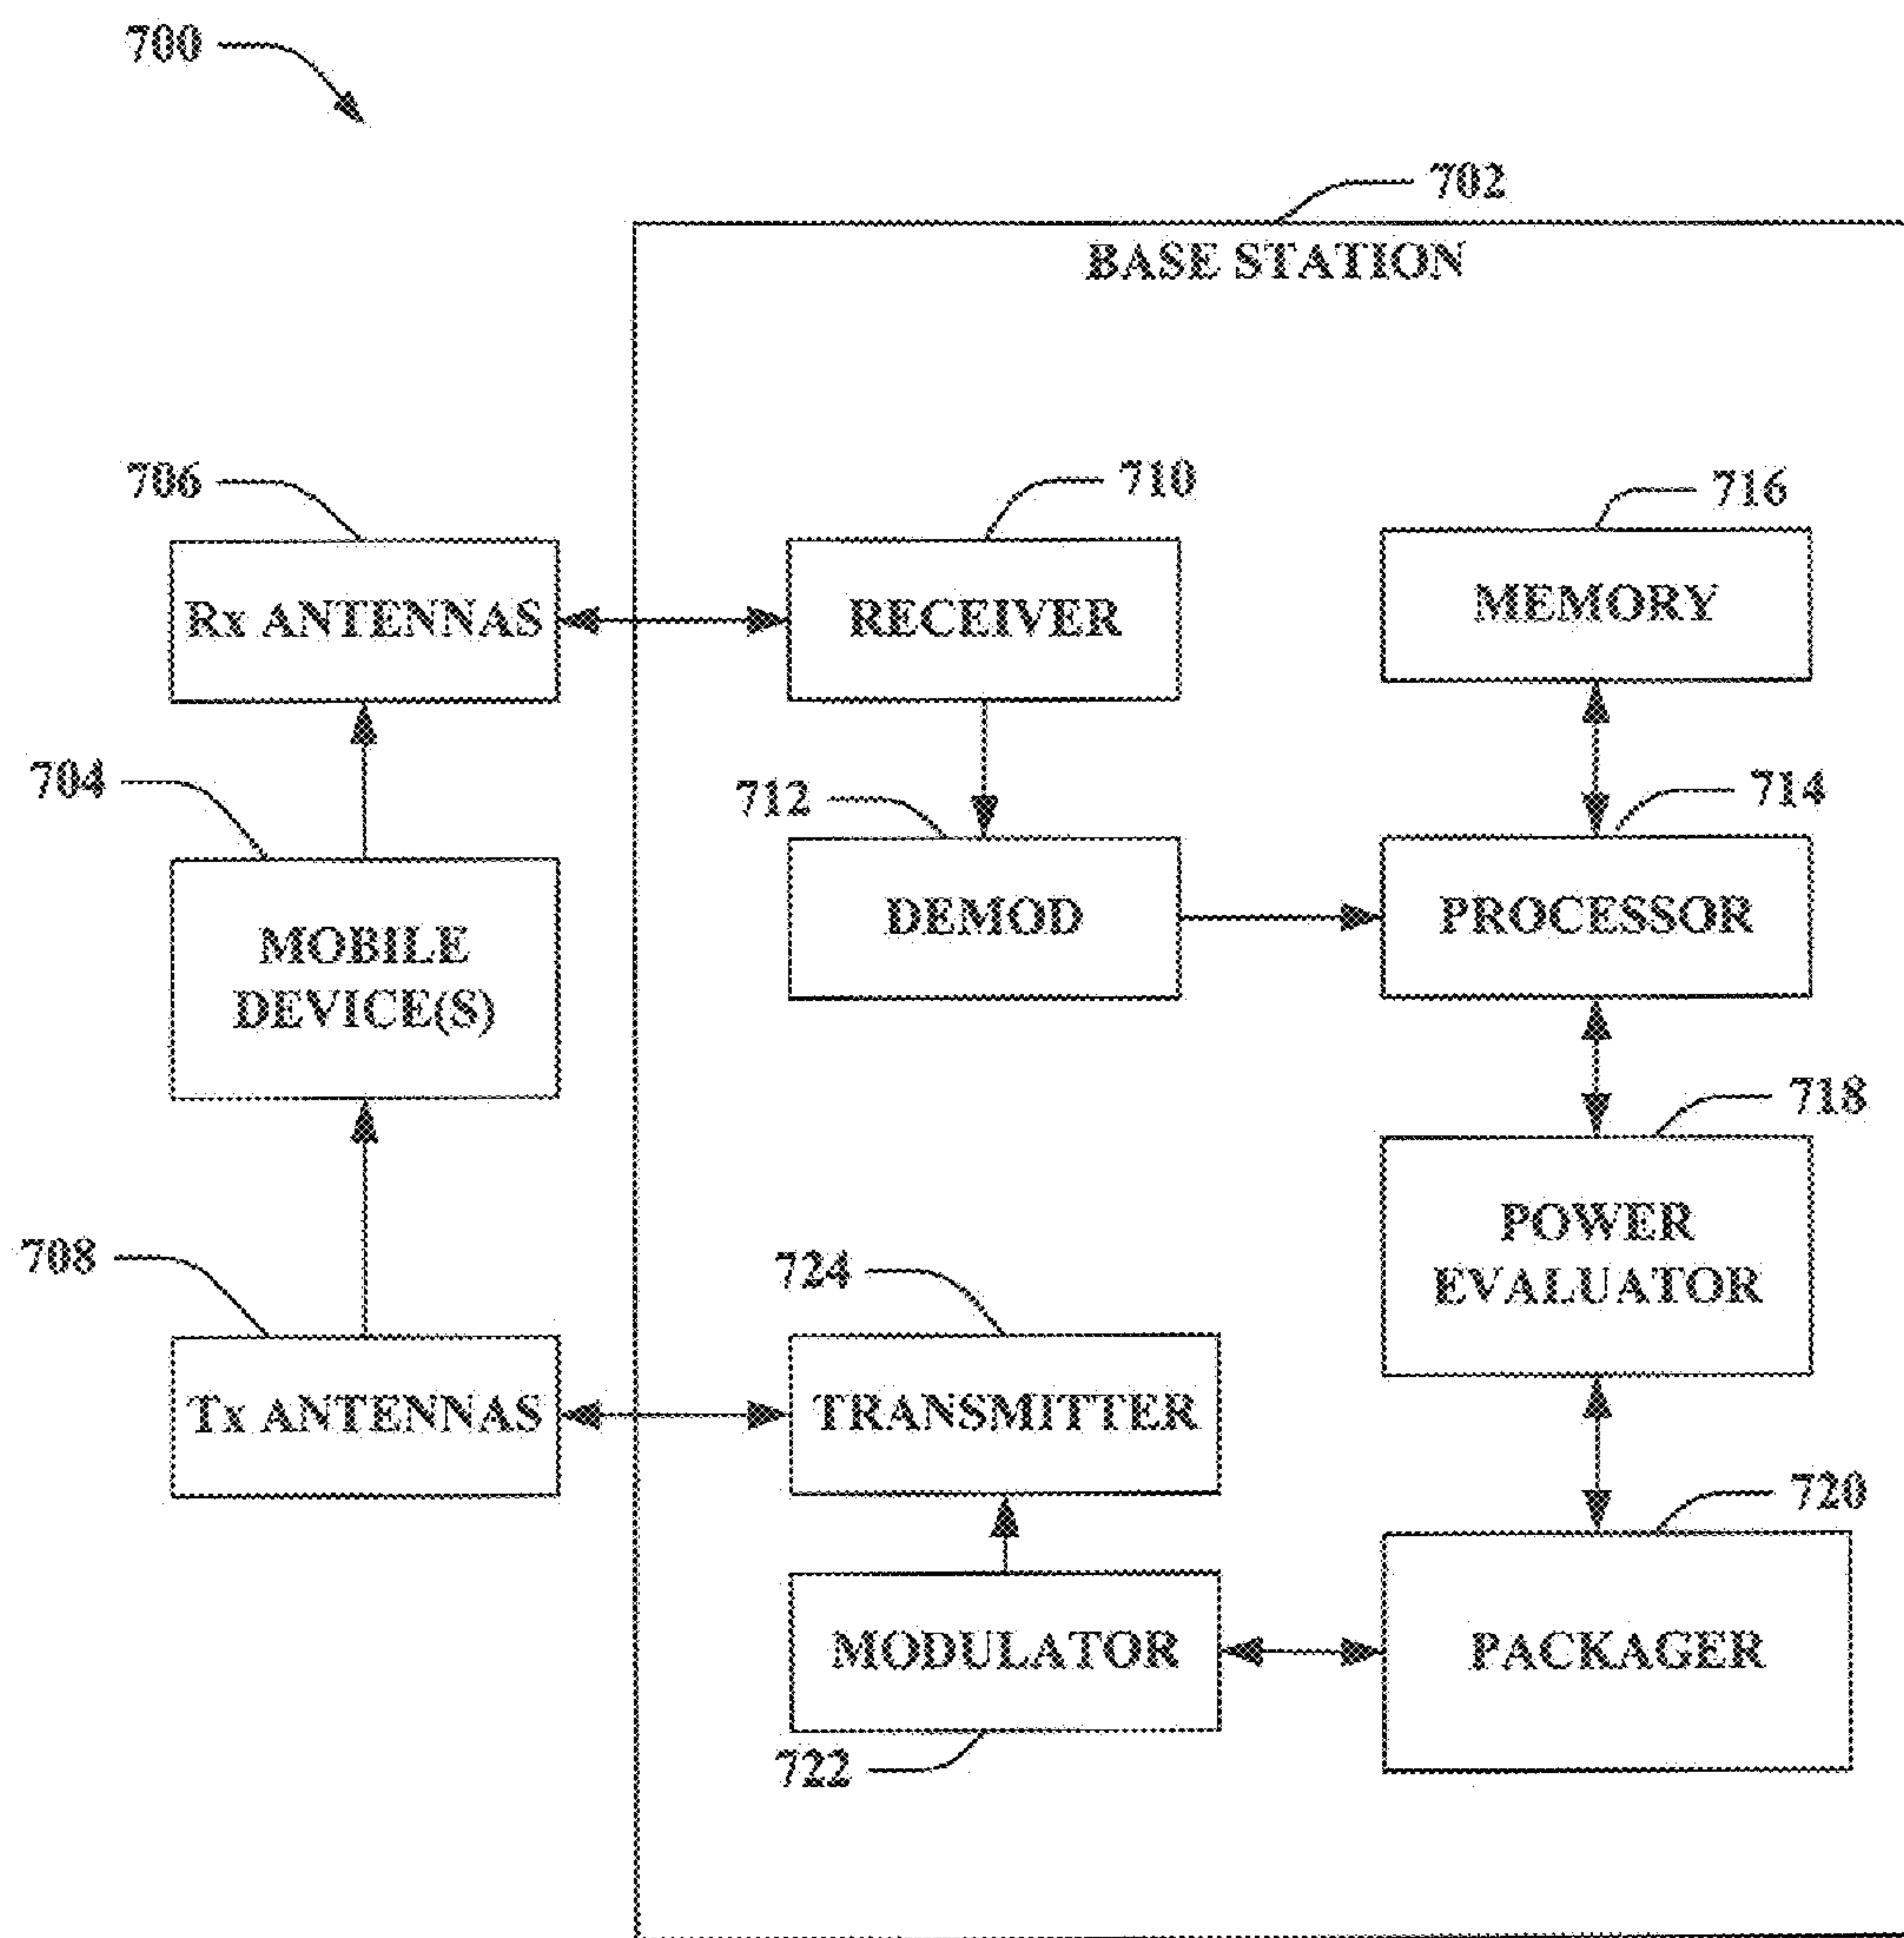 700
702
BASE STATION
706
710
716
Rx ANTENNAS
RECEIVER
MEMORY
704
712
714
MOBILE
DEVICE(S)
DEMOD
PROCESSOR
718
708
724
POWER
EVALUATOR
Tx ANTENNAS
TRANSMITTER
720
MODULATOR
PACKAGER
722